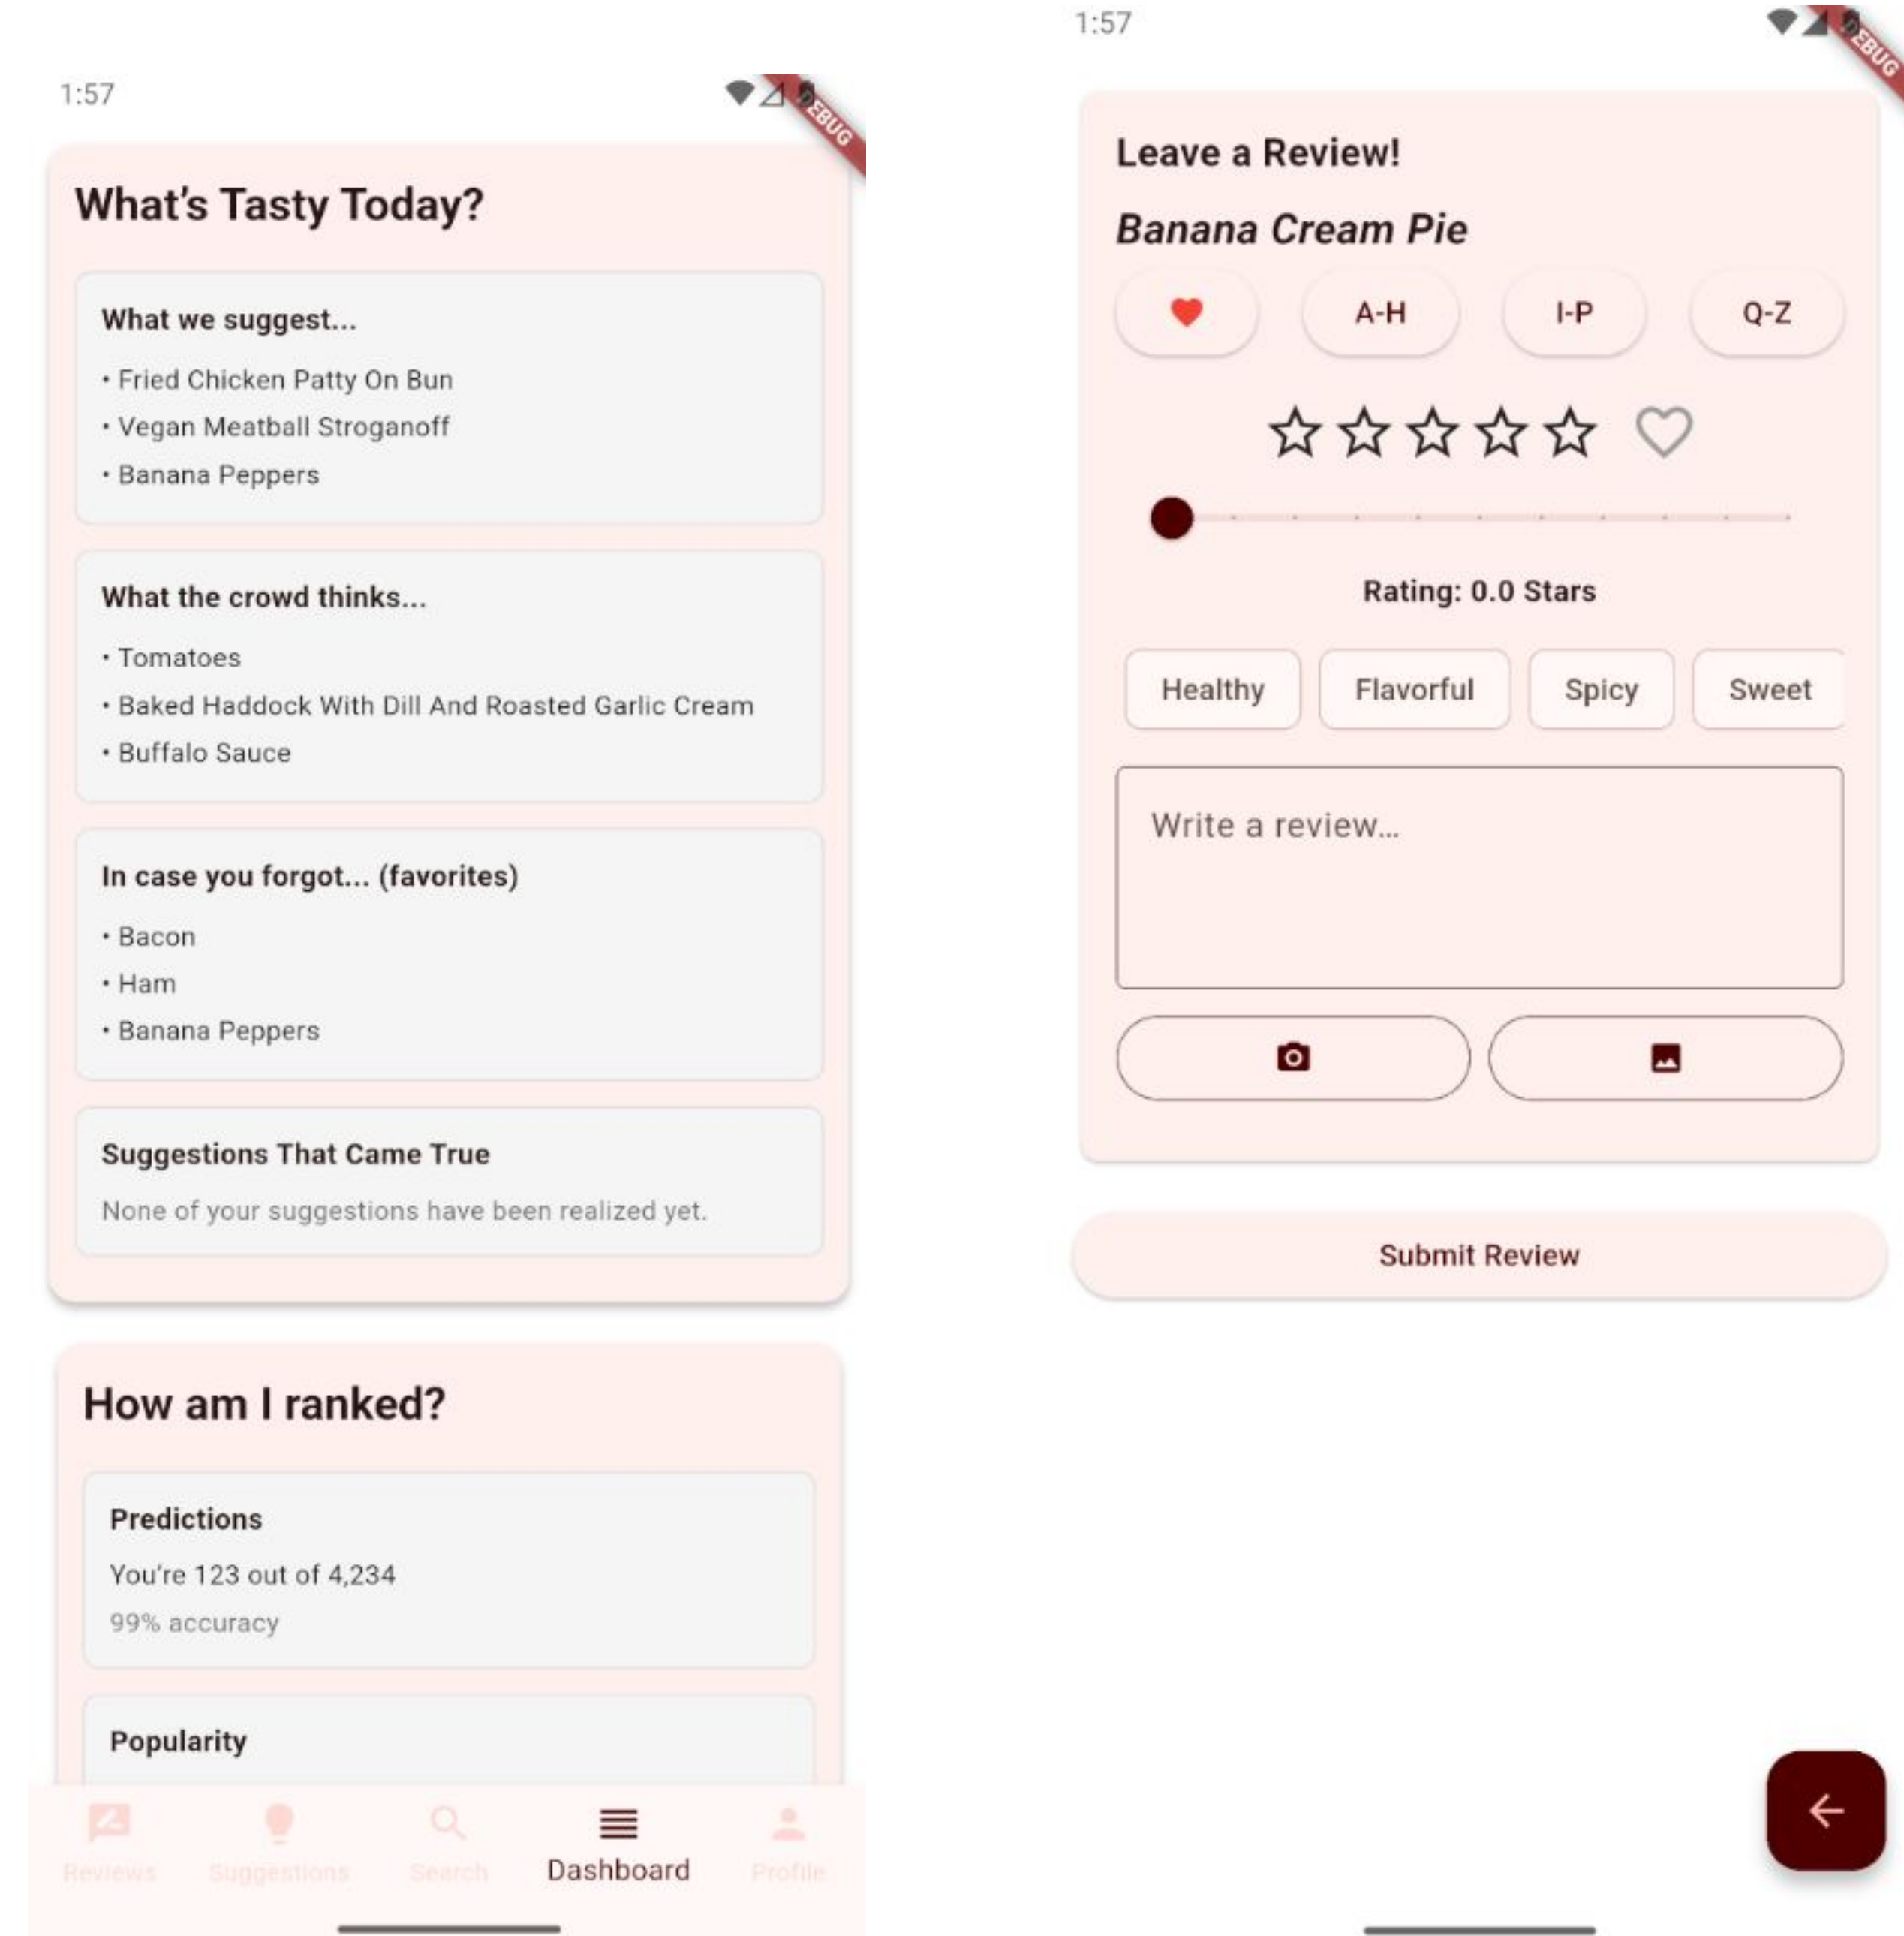 1:57
DEBUG
What's Tasty Today?
What we suggest...
• Fried Chicken Patty On Bun
• Vegan Meatball Stroganoff
• Banana Peppers
What the crowd thinks...
• Tomatoes
• Baked Haddock With Dill And Roasted Garlic Cream
• Buffalo Sauce
In case you forgot... (favorites)
• Bacon
• Ham
• Banana Peppers
Suggestions That Came True
None of your suggestions have been realized yet.
How am I ranked?
Predictions
You're 123 out of 4,234
99% accuracy
Popularity
Reviews Suggestions Search Dashboard Profile
1:57
DEBUG
Leave a Review!
Banana Cream Pie
A-H I-P Q-Z
Rating: 0.0 Stars
Healthy Flavorful Spicy Sweet
Write a review...
Submit Review